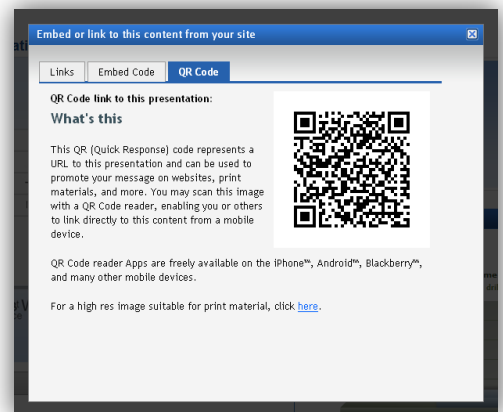 Embed or link to this content from your site
Links
Embed Code
QR Code
QR Code link to this presentation:
What's this
This QR (Quick Response) code represents a
URL to this presentation and can be used to
promote your message on websites, print
materials, and more. You may scan this image
with a QR Code reader, enabling you or others
to link directly to this content from a mobile
device.
QR Code reader Apps are freely available on the iPhone™, Android™, Blackberry™,
and many other mobile devices.
For a high res image suitable for print material, click here.